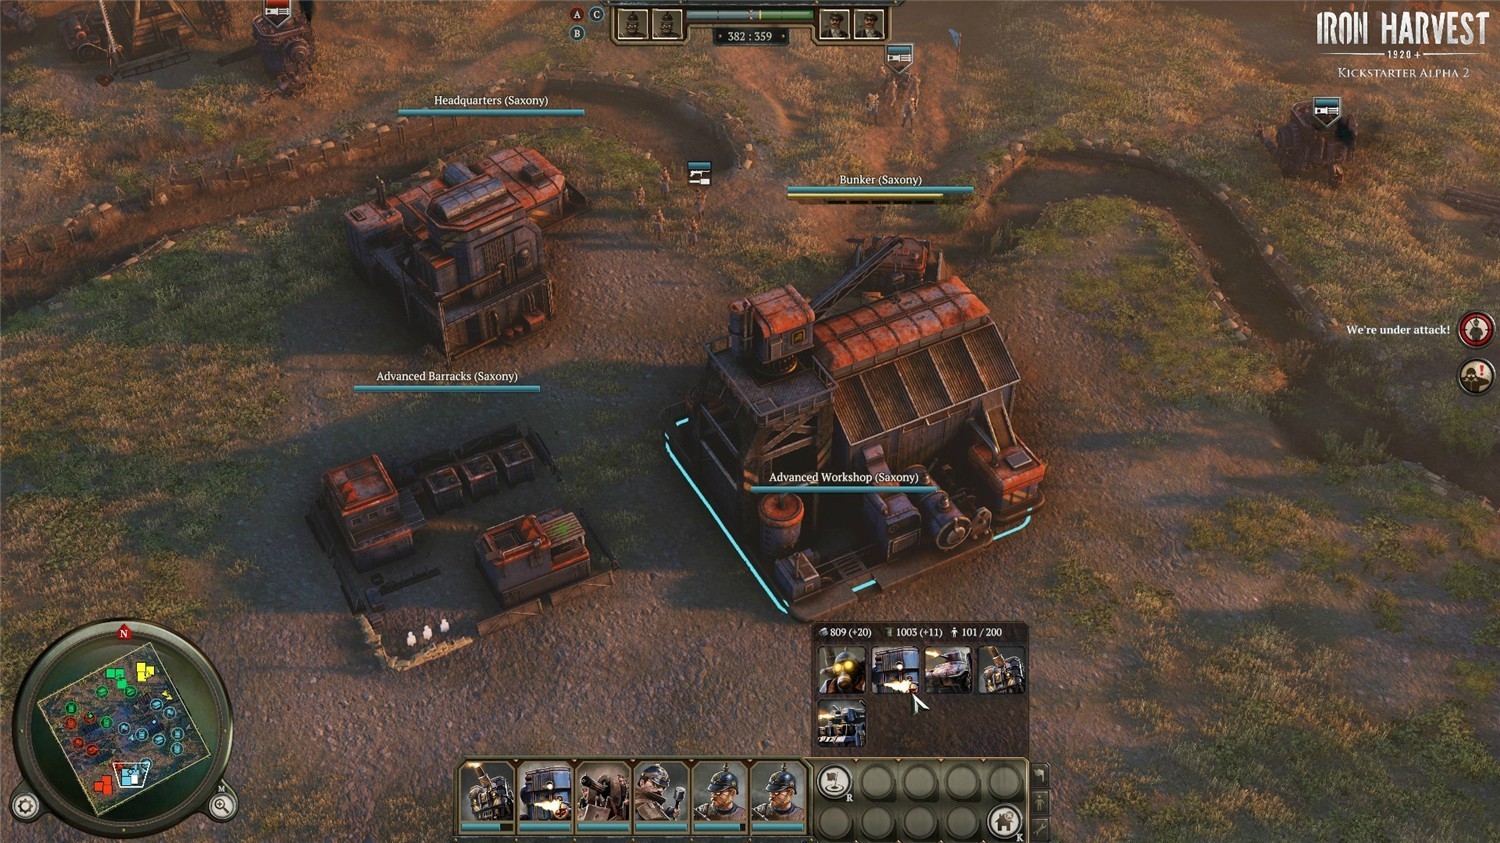 A C
B
382 : 359
IRON HARVEST
1920+
KICKSTARTER ALPHA 2
Headquarters (Saxony)
Bunker (Saxony)
We're under attack!
Advanced Barracks (Saxony)
Advanced Workshop (Saxony)
809 (+20) 1003 (+11) 101 / 200
N
M
R
K